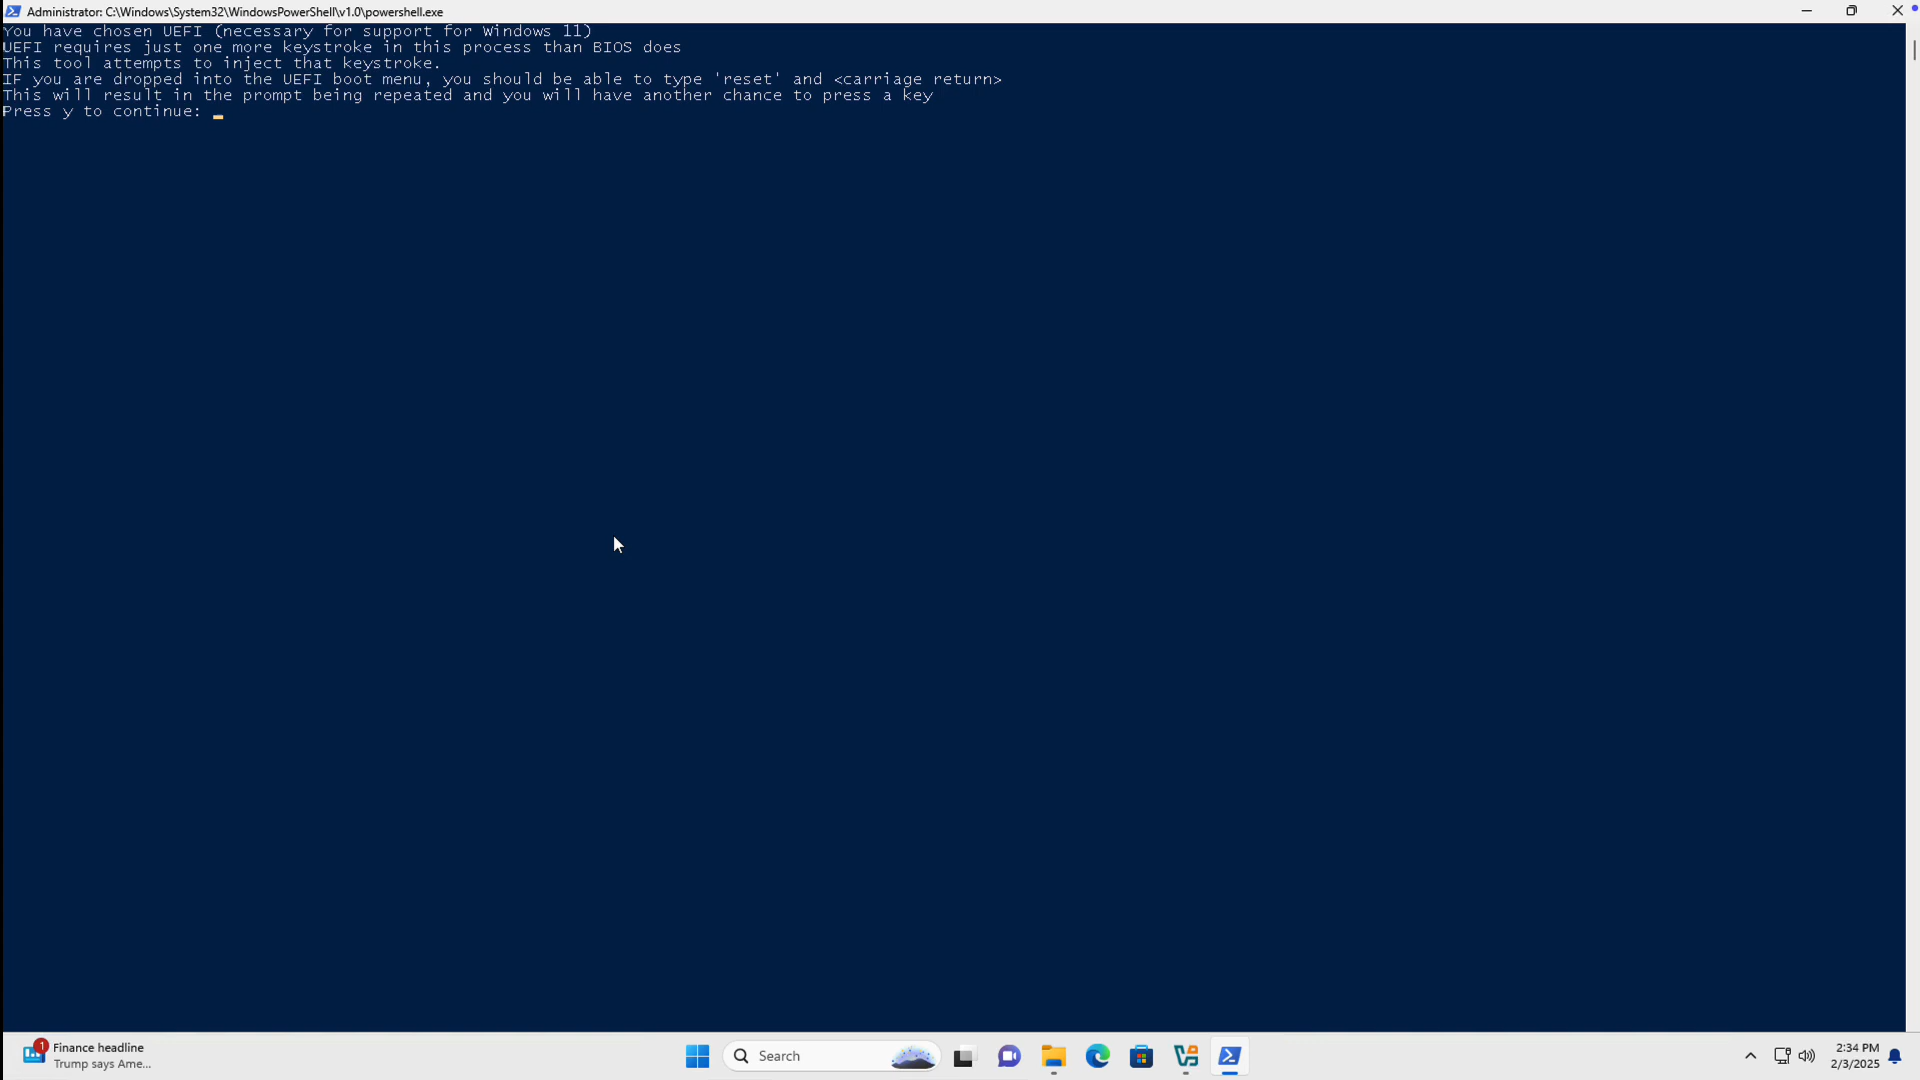 Administrator: C:\Windows\System32\WindowsPowerShell\v1.0\powershell.exe
You have chosen UEFI (necessary for support for Windows 11)
UEFI requires just one more keystroke in this process than BIOS does
This tool attempts to inject that keystroke.
IF you are dropped into the UEFI boot menu, you should be able to type 'reset' and <carriage return>
This will result in the prompt being repeated and you will have another chance to press a key
Press y to continue: _
1
Finance headline
Trump says Ame...
Search
2:34 PM
2/3/2025